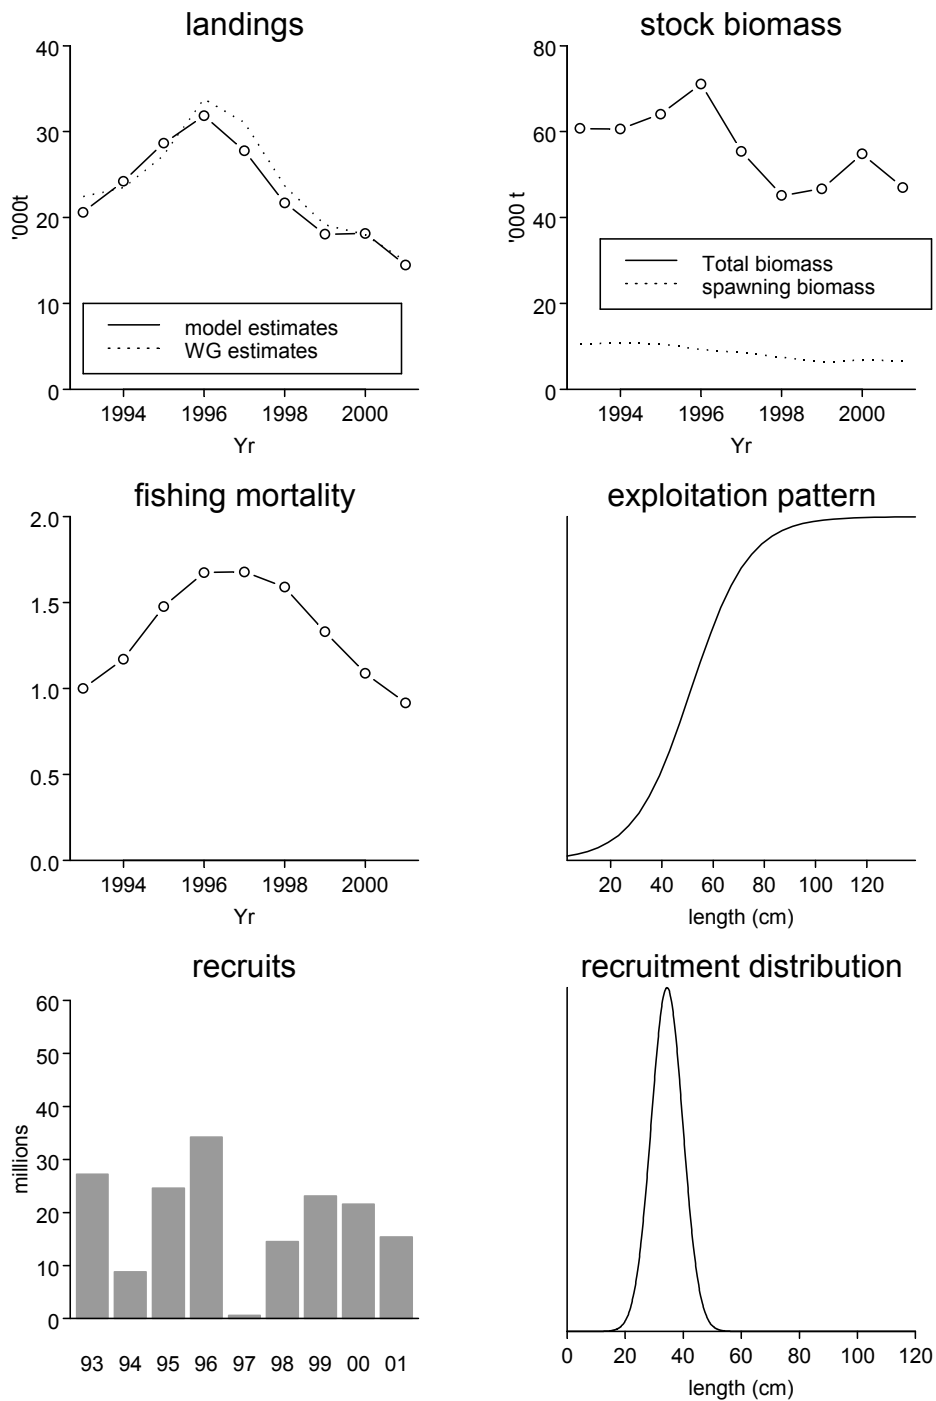 landings
40
30
20
10
0
'000t
model estimates
WG estimates
1994 1996 1998 2000
Yr
stock biomass
80
60
40
20
0
'000 t
Total biomass
spawning biomass
1994 1996 1998 2000
Yr
fishing mortality
2.0
1.5
1.0
0.5
0.0
1994 1996 1998 2000
Yr
exploitation pattern
20 40 60 80 100 120
length (cm)
recruits
60
50
40
30
20
10
0
millions
93 94 95 96 97 98 99 00 01
recruitment distribution
0 20 40 60 80 100 120
length (cm)